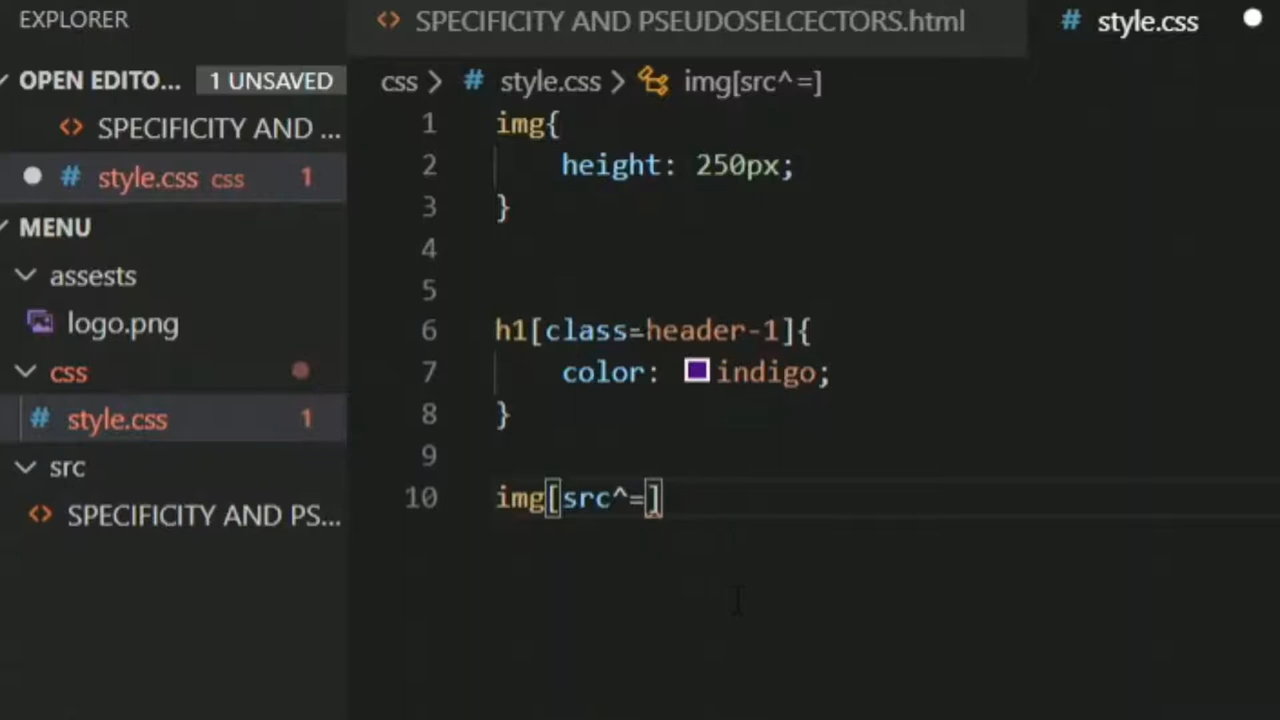 EXPLORER
SPECIFICITY AND PSEUDOSELCECTORS.html
style.css
OPEN EDITO... 1 UNSAVED
SPECIFICITY AND ...
style.css css 1
MENU
assests
logo.png
css
style.css 1
src
SPECIFICITY AND PS...
css > style.css > img[src^=]
1 img{
2 height: 250px;
3 }
4
5
6 h1[class=header-1]{
7 color: indigo;
8 }
9
10 img[src^=]